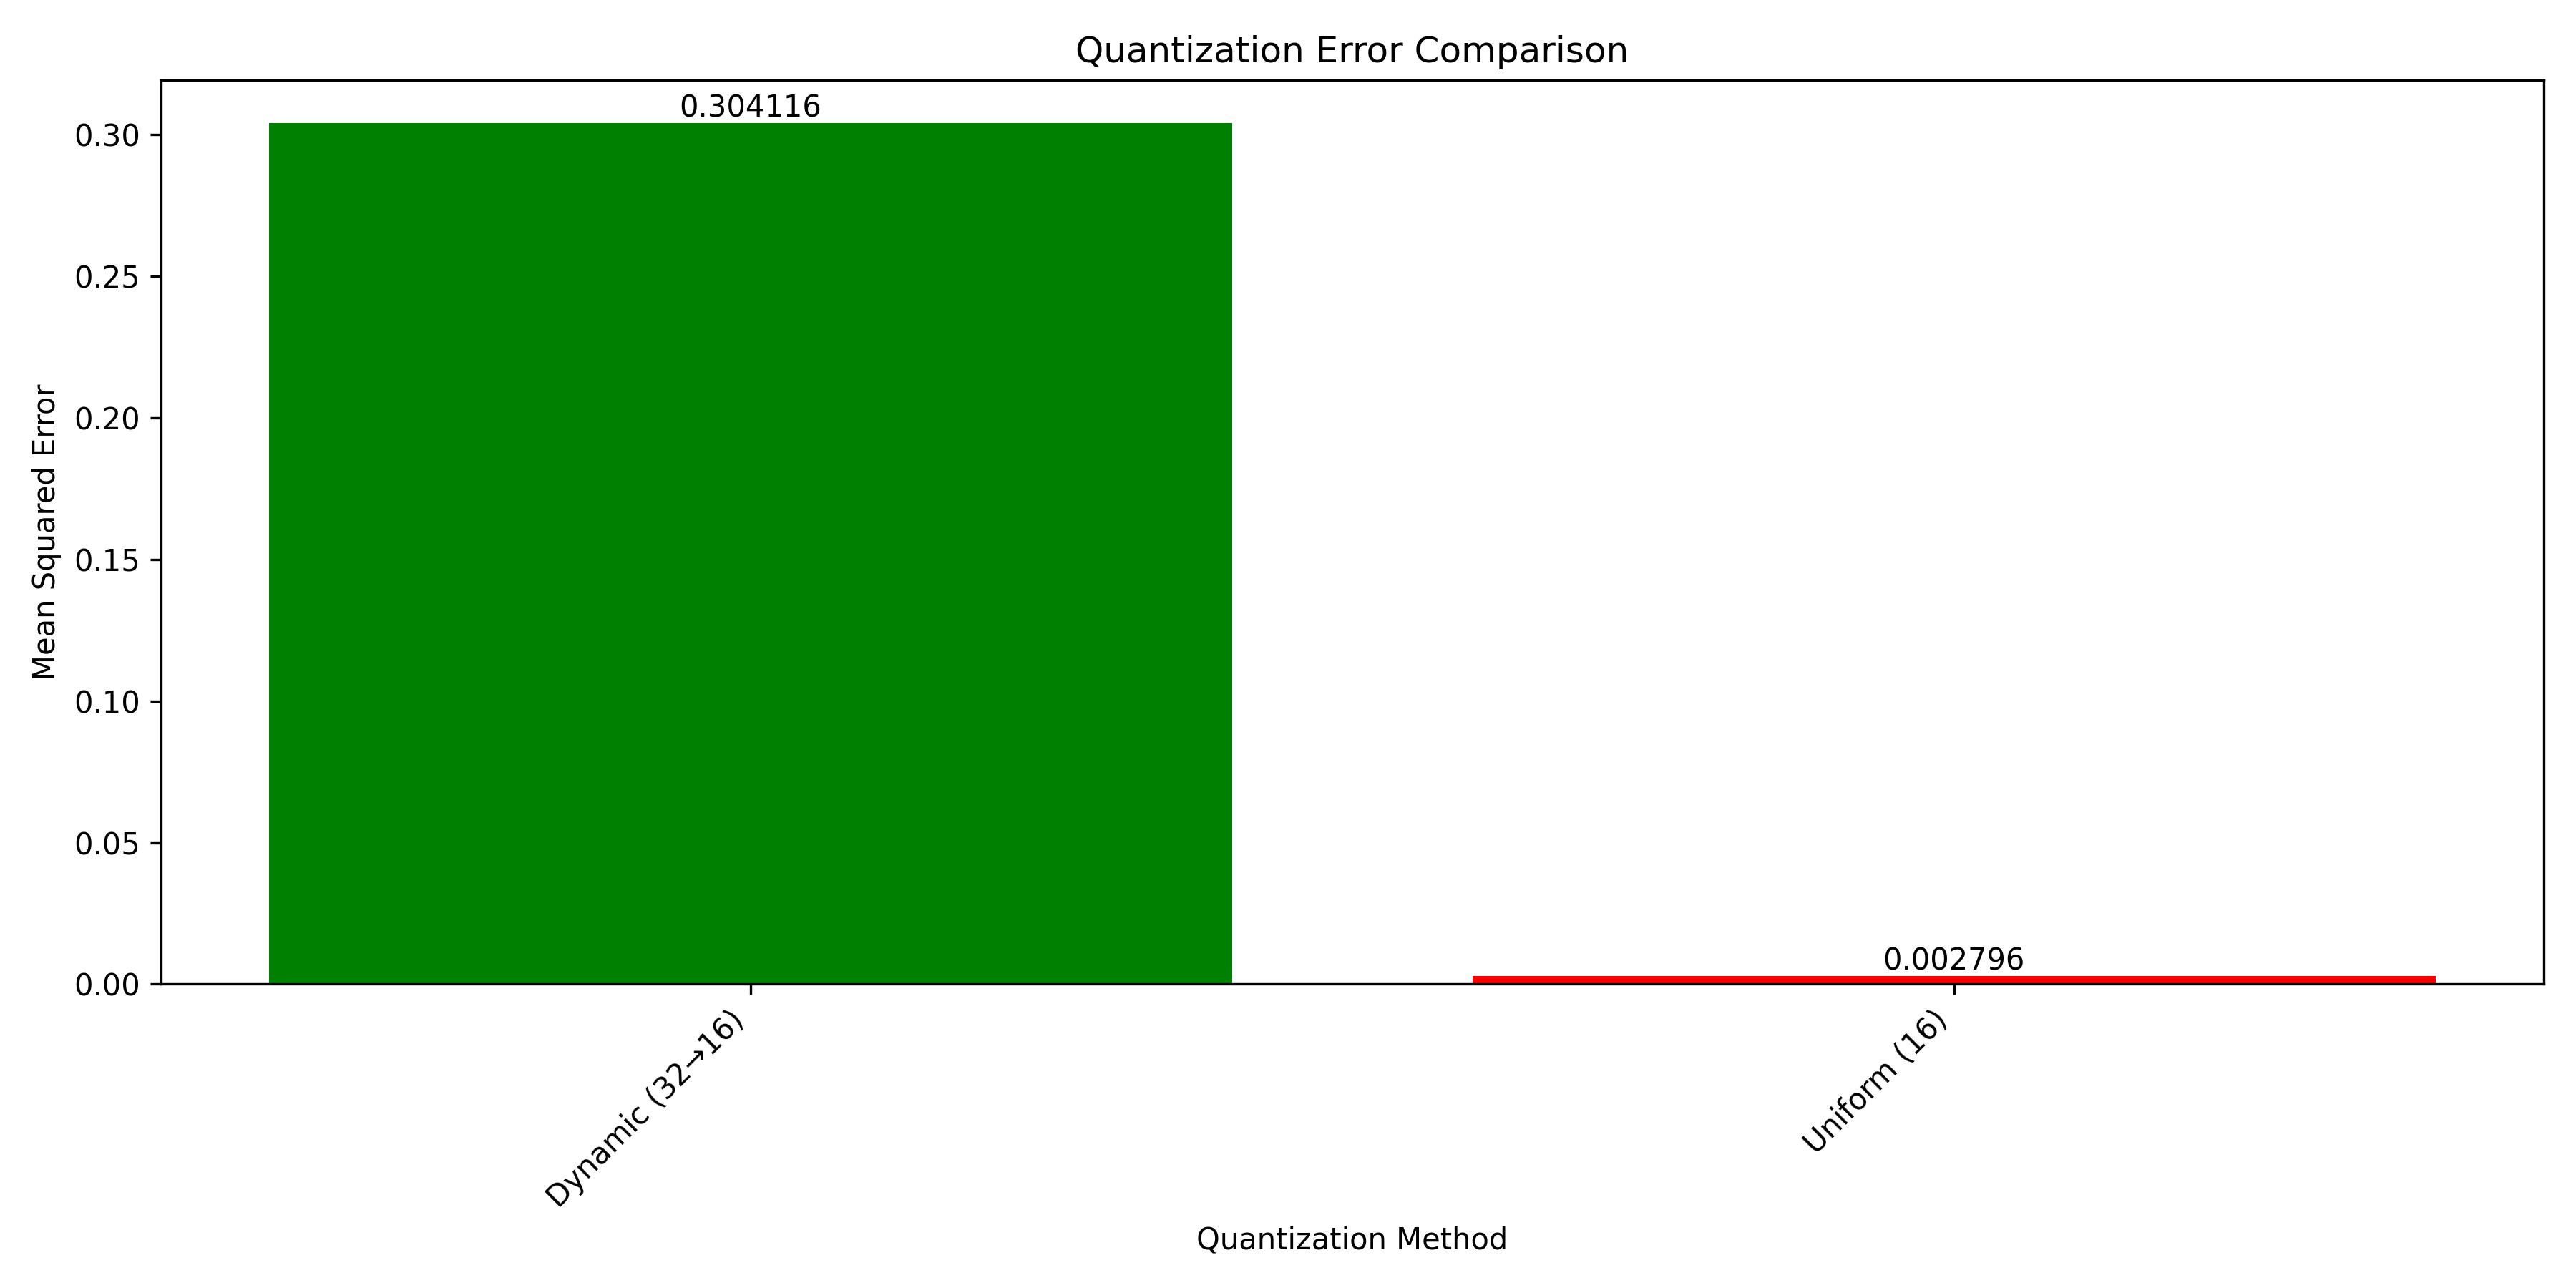 Quantization Error Comparison
Mean Squared Error
0.30
0.25
0.20
0.15
0.10
0.05
0.00
0.304116
0.002796
Dynamic (32→16)
Uniform (16)
Quantization Method